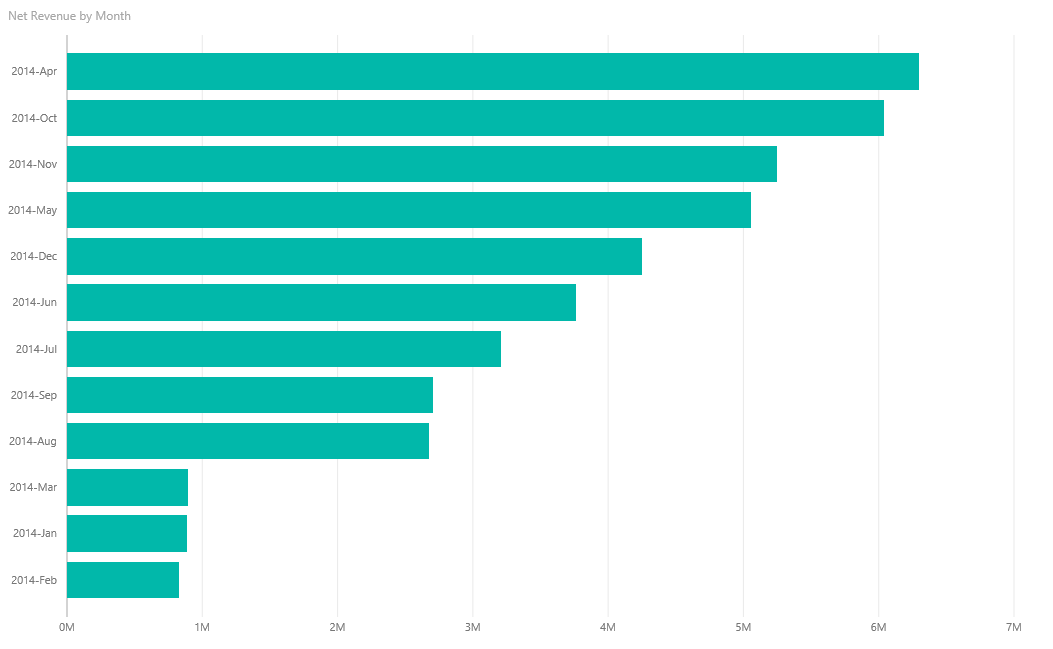 Net Revenue by Month
2014-Apr
2014-Oct
2014-Nov
2014-May
2014-Dec
2014-Jun
2014-Jul
2014-Sep
2014-Aug
2014-Mar
2014-Jan
2014-Feb
0M 1M 2M 3M 4M 5M 6M 7M